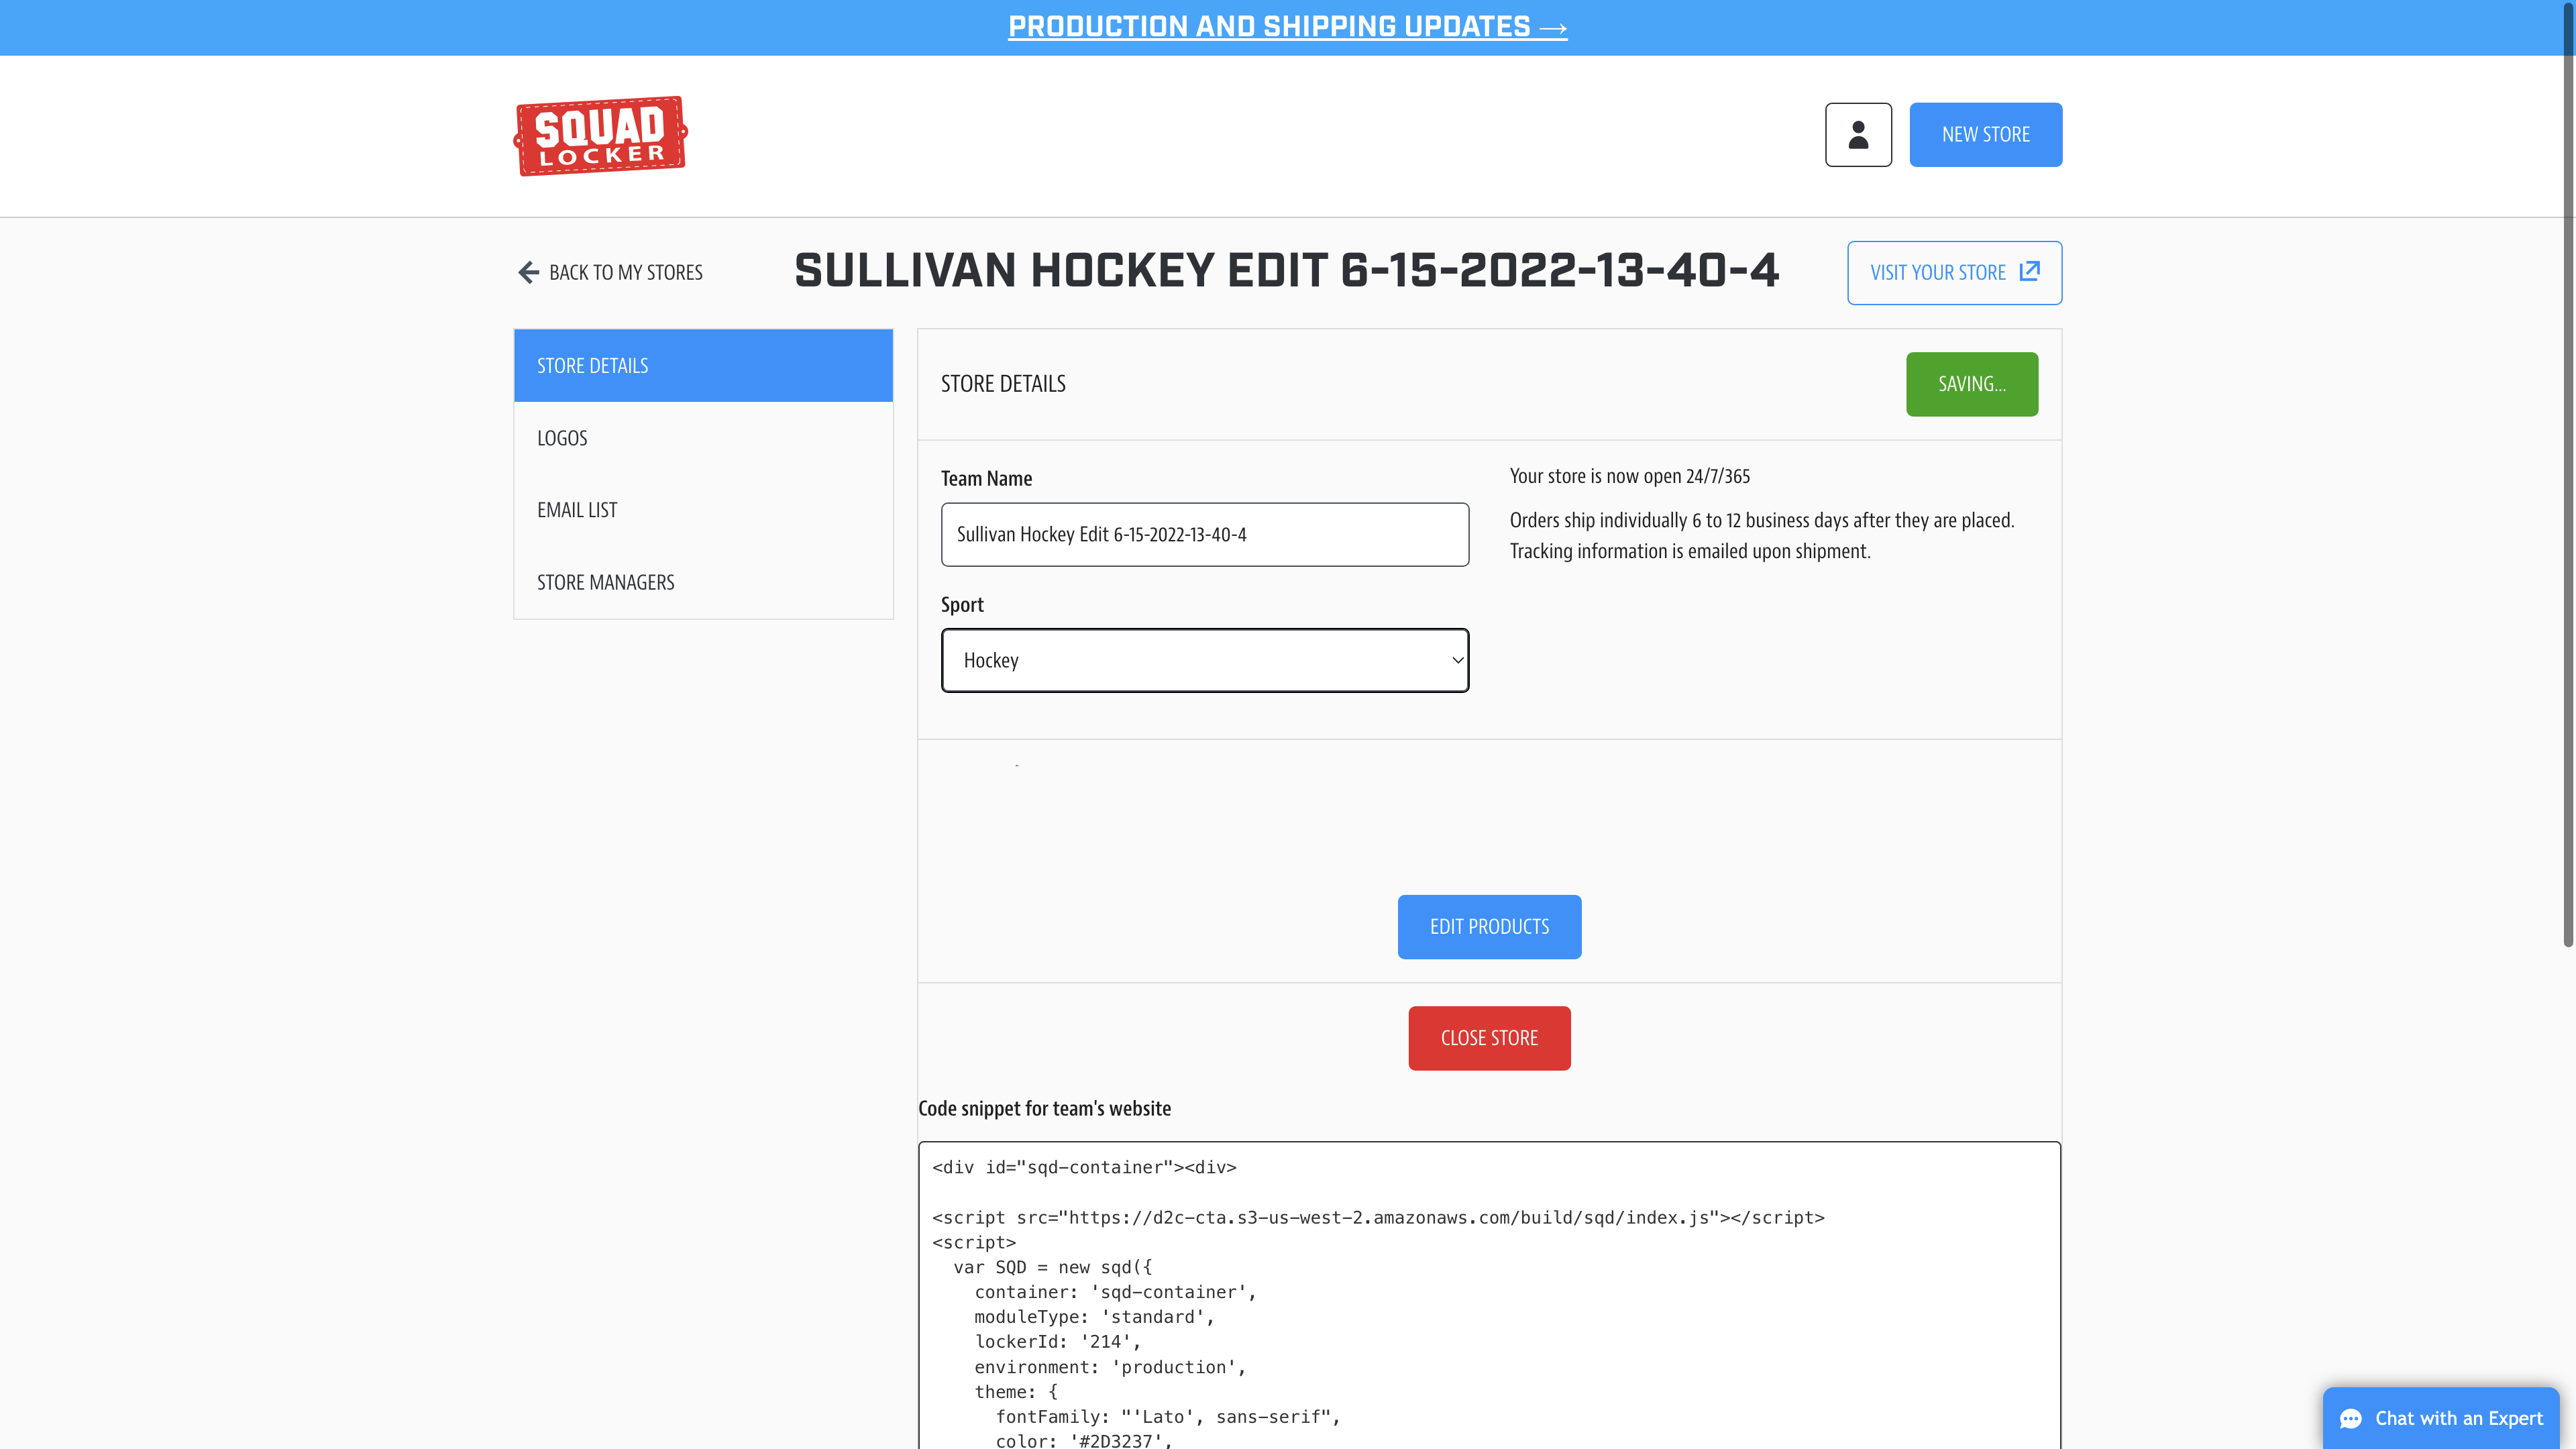 PRODUCTION AND SHIPPING UPDATES →
SQUAD
LOCKER
NEW STORE
BACK TO MY STORES
SULLIVAN HOCKEY EDIT 6-15-2022-13-40-4
VISIT YOUR STORE
STORE DETAILS
LOGOS
EMAIL LIST
STORE MANAGERS
STORE DETAILS
SAVING...
Team Name
Sullivan Hockey Edit 6-15-2022-13-40-4
Sport
Hockey
Your store is now open 24/7/365
Orders ship individually 6 to 12 business days after they are placed.
Tracking information is emailed upon shipment.
EDIT PRODUCTS
CLOSE STORE
Code snippet for team's website
<div id="sqd-container"><div>
<script src="https://d2c-cta.s3-us-west-2.amazonaws.com/build/sqd/index.js"></script>
<script>
var SQD = new sqd({
container: 'sqd-container',
moduleType: 'standard',
lockerId: '214',
environment: 'production',
theme: {
fontFamily: "'Lato', sans-serif",
color: '#2D3237',
Chat with an Expert